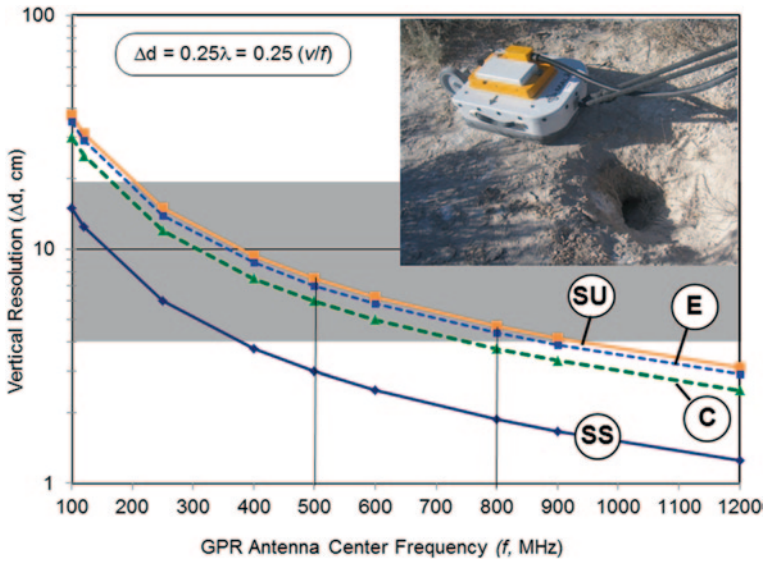 100
Δd = 0.25λ = 0.25 (v/f)
Vertical Resolution (Δd, cm)
10
SU
E
C
SS
1
100 200 300 400 500 600 700 800 900 1000 1100 1200
GPR Antenna Center Frequency (f, MHz)